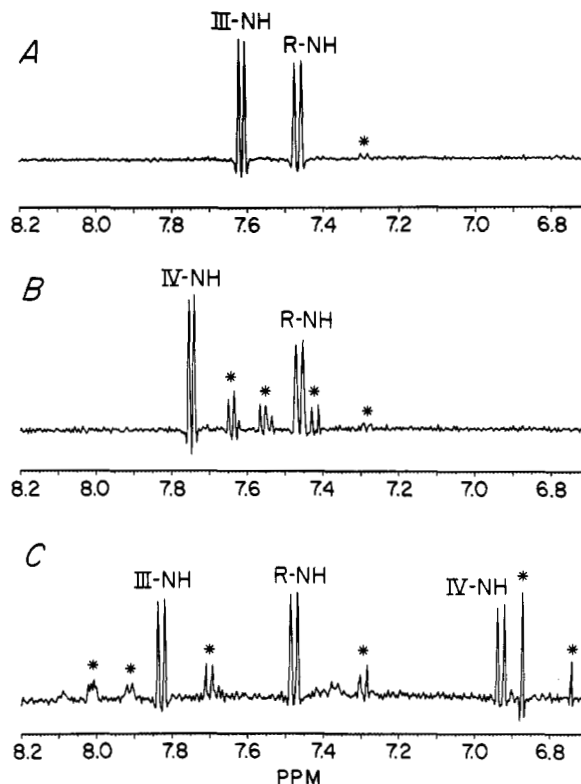 A
III-NH
R-NH
*
8.2 8.0 7.8 7.6 7.4 7.2 7.0 6.8
B
IV-NH
R-NH
* * * *
8.2 8.0 7.8 7.6 7.4 7.2 7.0 6.8
C
III-NH
R-NH
IV-NH
* * * * * *
8.2 8.0 7.8 7.6 7.4 7.2 7.0 6.8
PPM